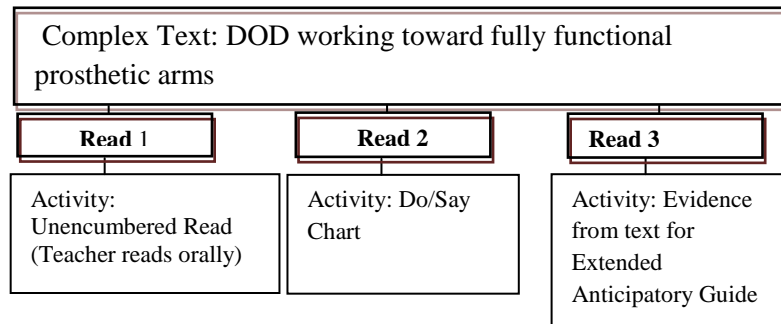 Complex Text: DOD working toward fully functional
prosthetic arms
Read 1
Read 2
Read 3
Activity:
Unencumbered Read
(Teacher reads orally)
Activity: Do/Say
Chart
Activity: Evidence
from text for
Extended
Anticipatory Guide